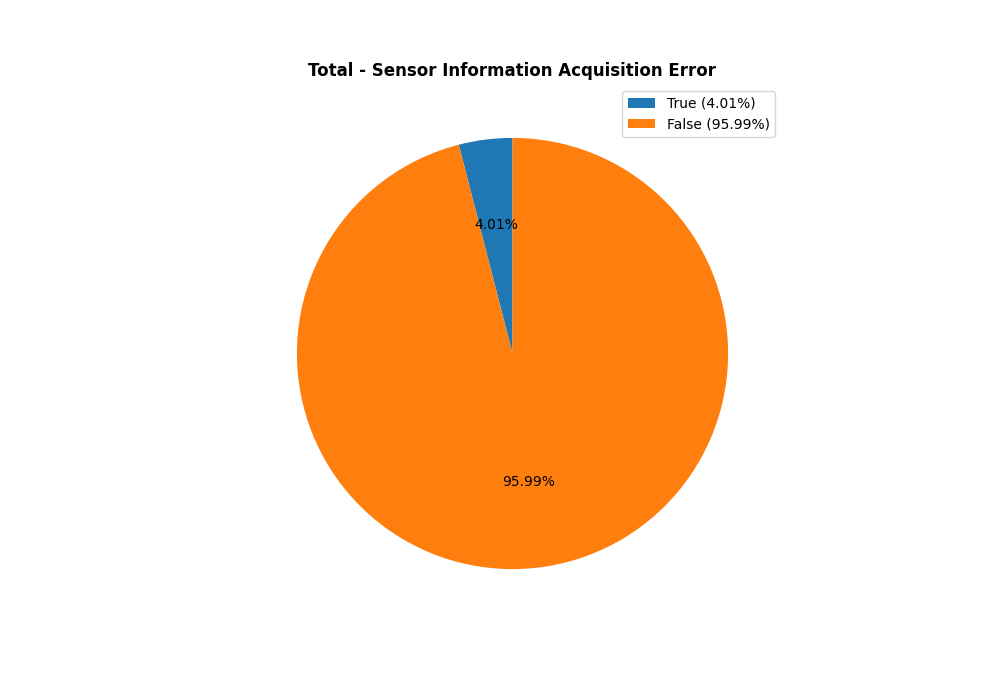 Total - Sensor Information Acquisition Error
True (4.01%)
False (95.99%)
4.01%
95.99%